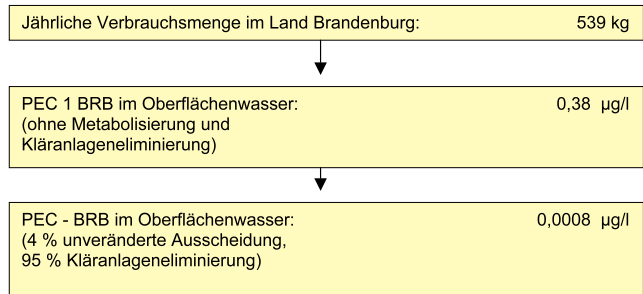 Jährliche Verbrauchsmenge im Land Brandenburg: 539 kg
PEC 1 BRB im Oberflächenwasser: 0,38 µg/l
(ohne Metabolisierung und
Kläranlageneliminierung)
PEC - BRB im Oberflächenwasser: 0,0008 µg/l
(4 % unveränderte Ausscheidung,
95 % Kläranlageneliminierung)